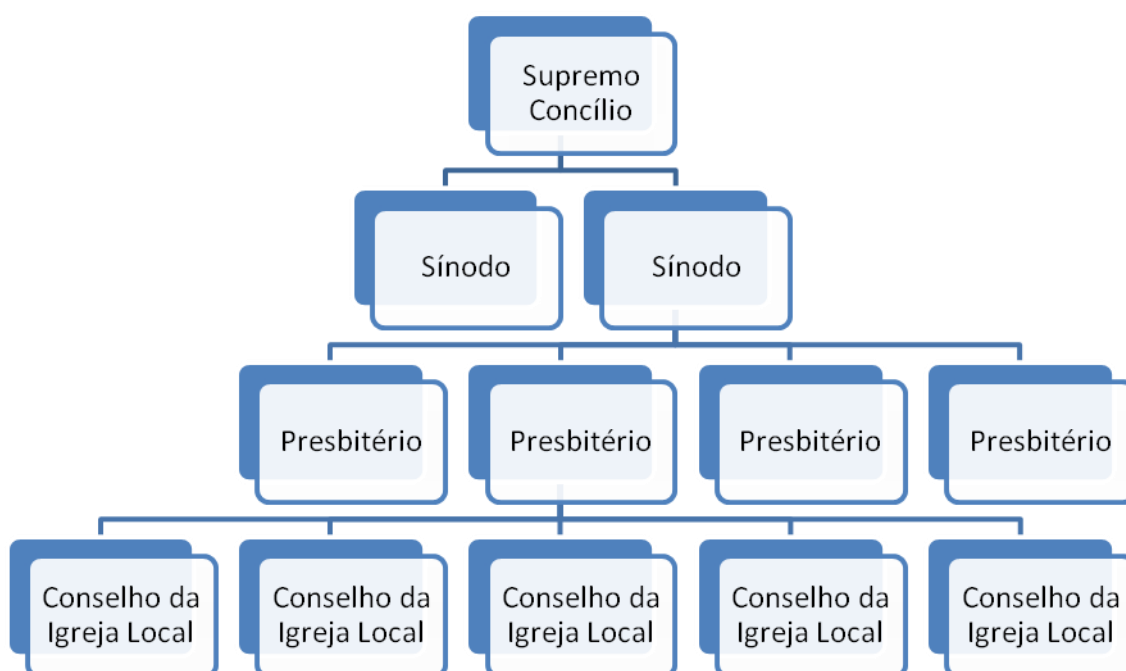 Supremo
Concílio
Sínodo
Sínodo
Presbitério
Presbitério
Presbitério
Presbitério
Conselho da
Igreja Local
Conselho da
Igreja Local
Conselho da
Igreja Local
Conselho da
Igreja Local
Conselho da
Igreja Local